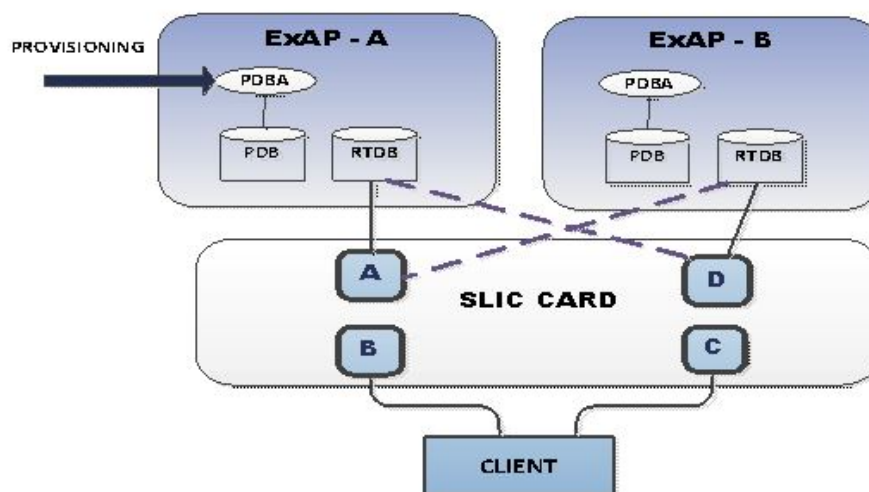 ExAP - A
ExAP - B
PROVISIONING
PDBA
PDBA
PDB
RTDB
PDB
RTDB
A
D
SLIC CARD
B
C
CLIENT